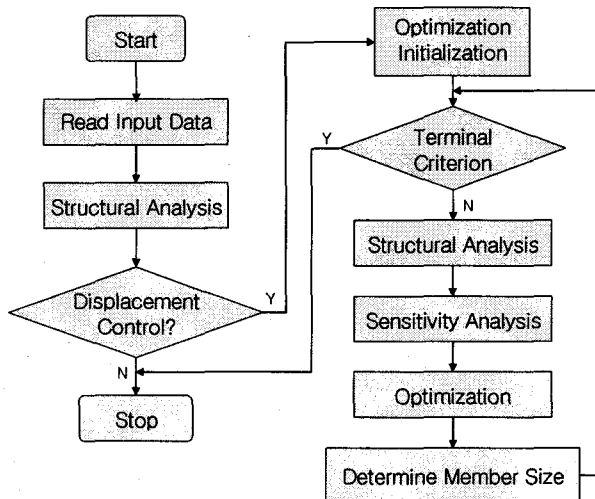 Start
Read Input Data
Structural Analysis
Displacement
Control?
Y
N
Stop
Optimization
Initialization
Terminal
Criterion
Y
N
Structural Analysis
Sensitivity Analysis
Optimization
Determine Member Size